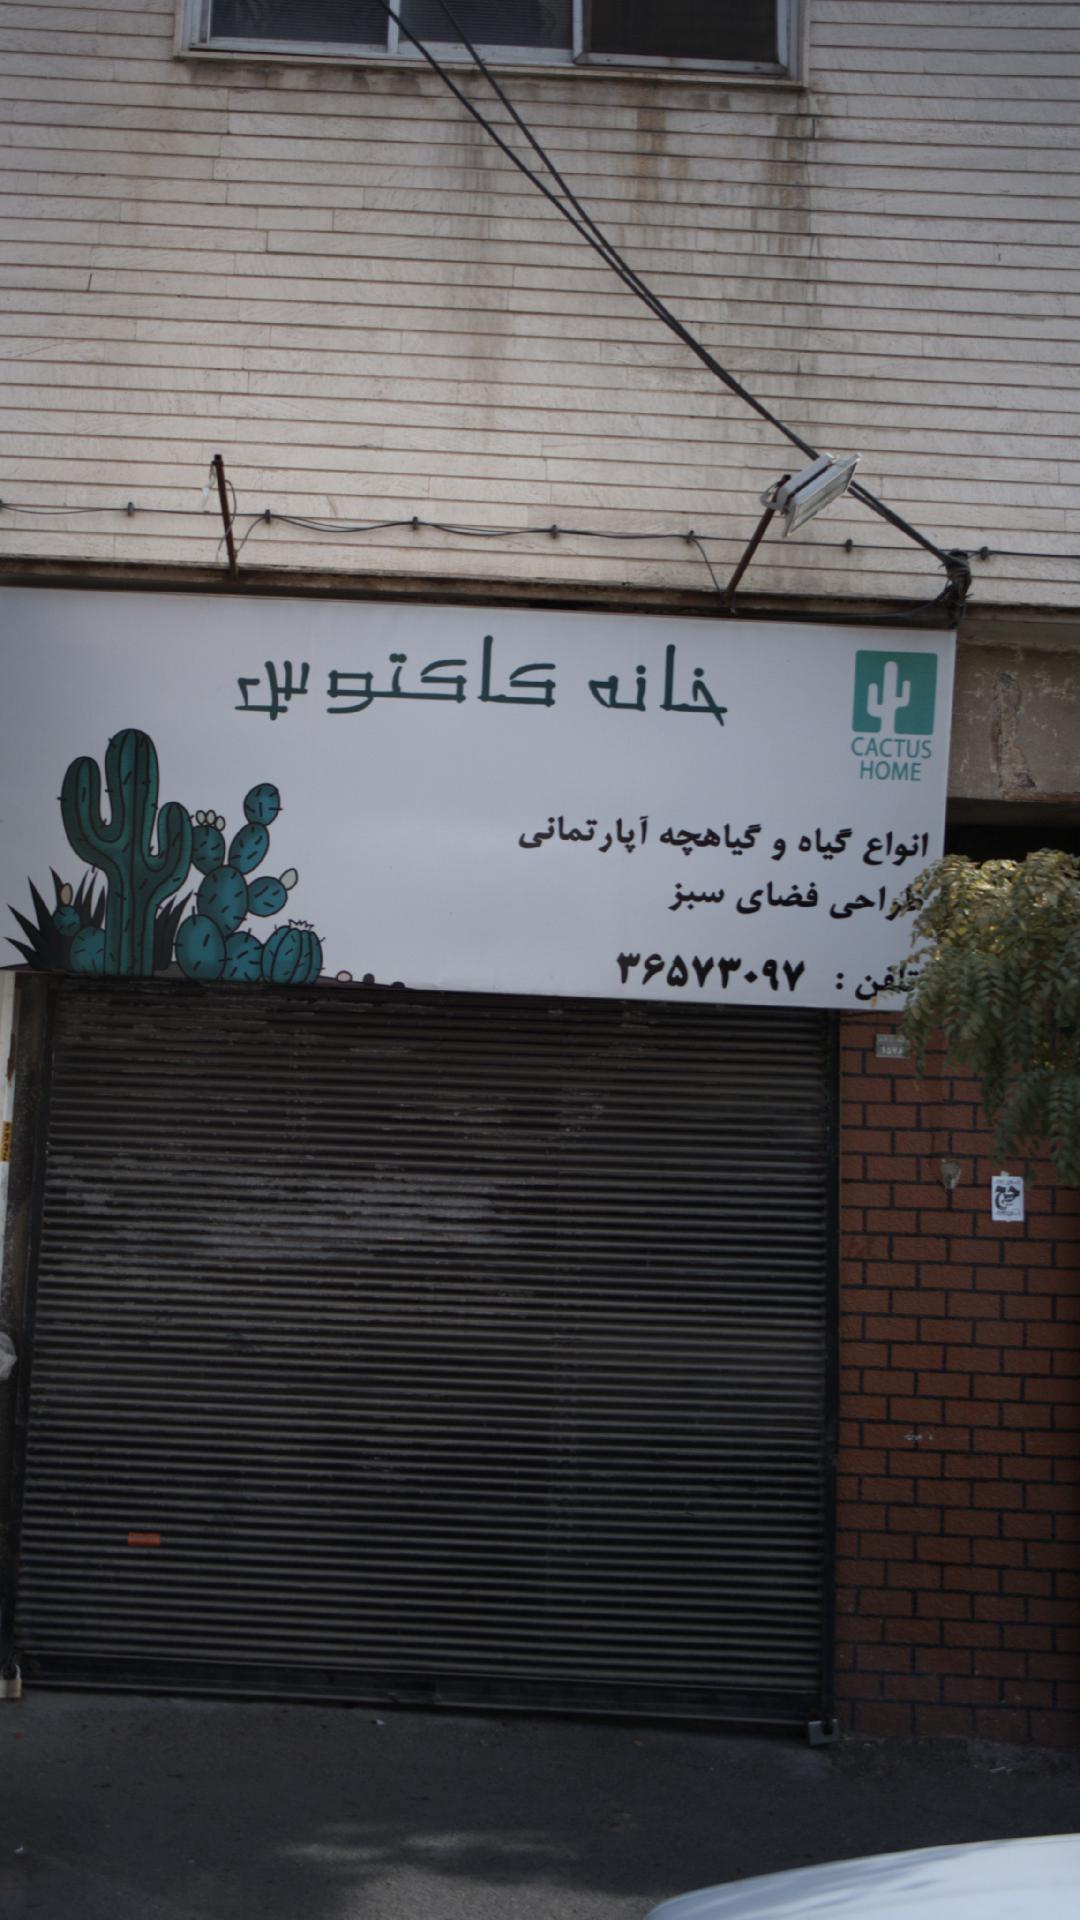 خانه کاکتوس
CACTUS
HOME
انواع گیاه و گیاهچه آپارتمانی
طراحی فضای سبز
تلفن : ۳۶۵۷۳۰۹۷